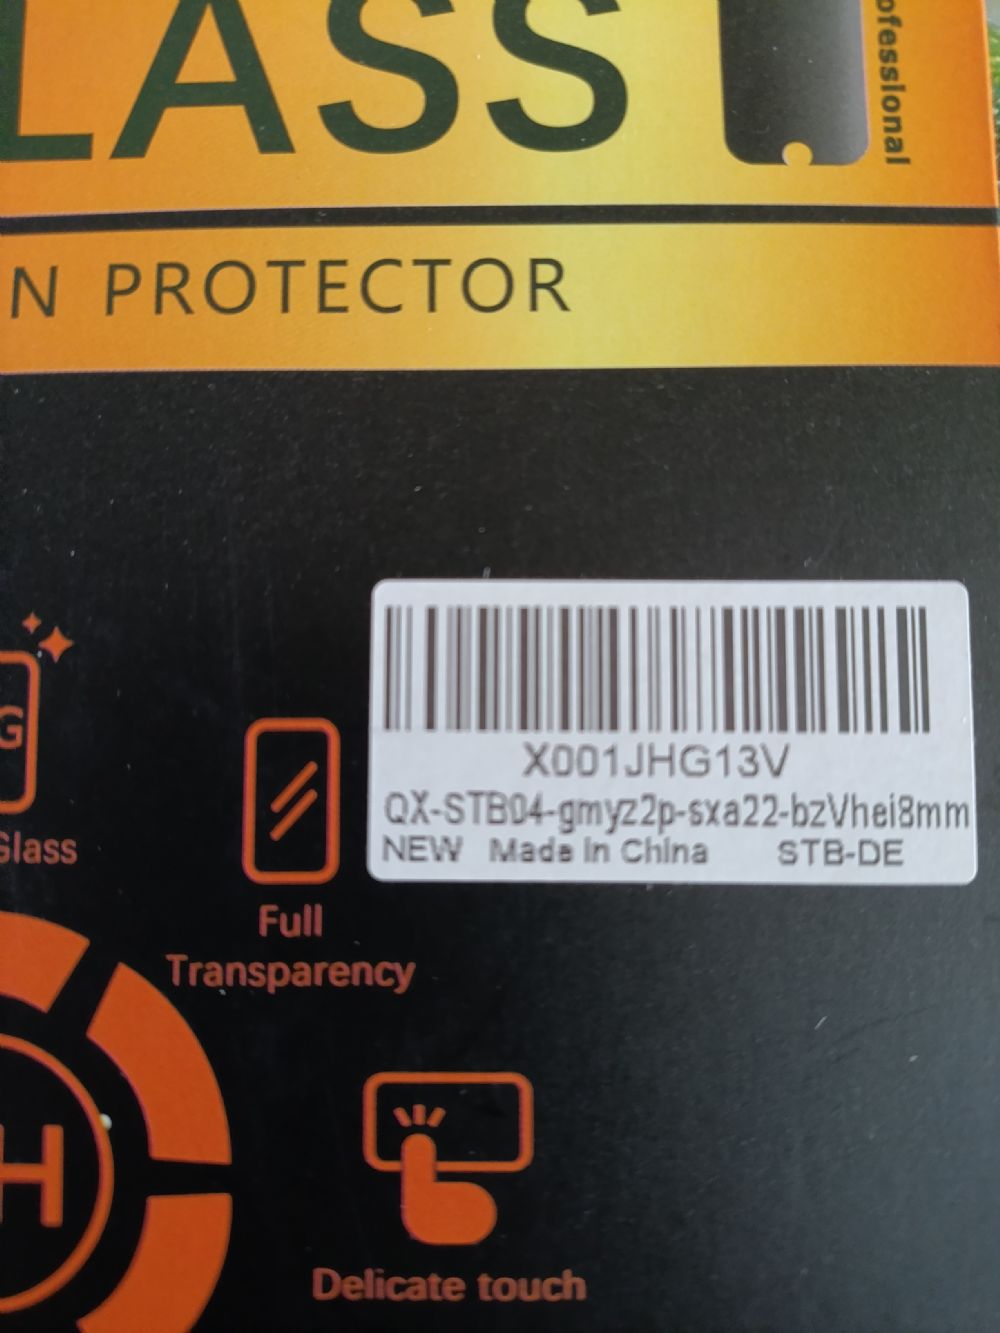 LASS
ofessional
N PROTECTOR
X001JHG13V
QX-STB04-gmyz2p-sxa22-bzVhei8mm
NEW Made in China STB-DE
G
Glass
Full
Transparency
H
Delicate touch